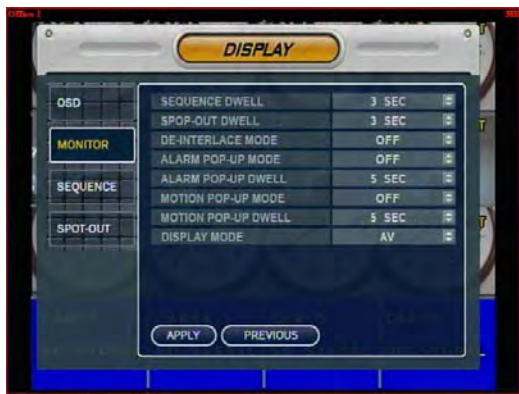 Office 1
DISPLAY
OSD
MONITOR
SEQUENCE
SPOT-OUT
SEQUENCE DWELL 3 SEC
SPOP-OUT DWELL 3 SEC
DE-INTERLACE MODE OFF
ALARM POP-UP MODE OFF
ALARM POP-UP DWELL 5 SEC
MOTION POP-UP MODE OFF
MOTION POP-UP DWELL 5 SEC
DISPLAY MODE AV
APPLY PREVIOUS